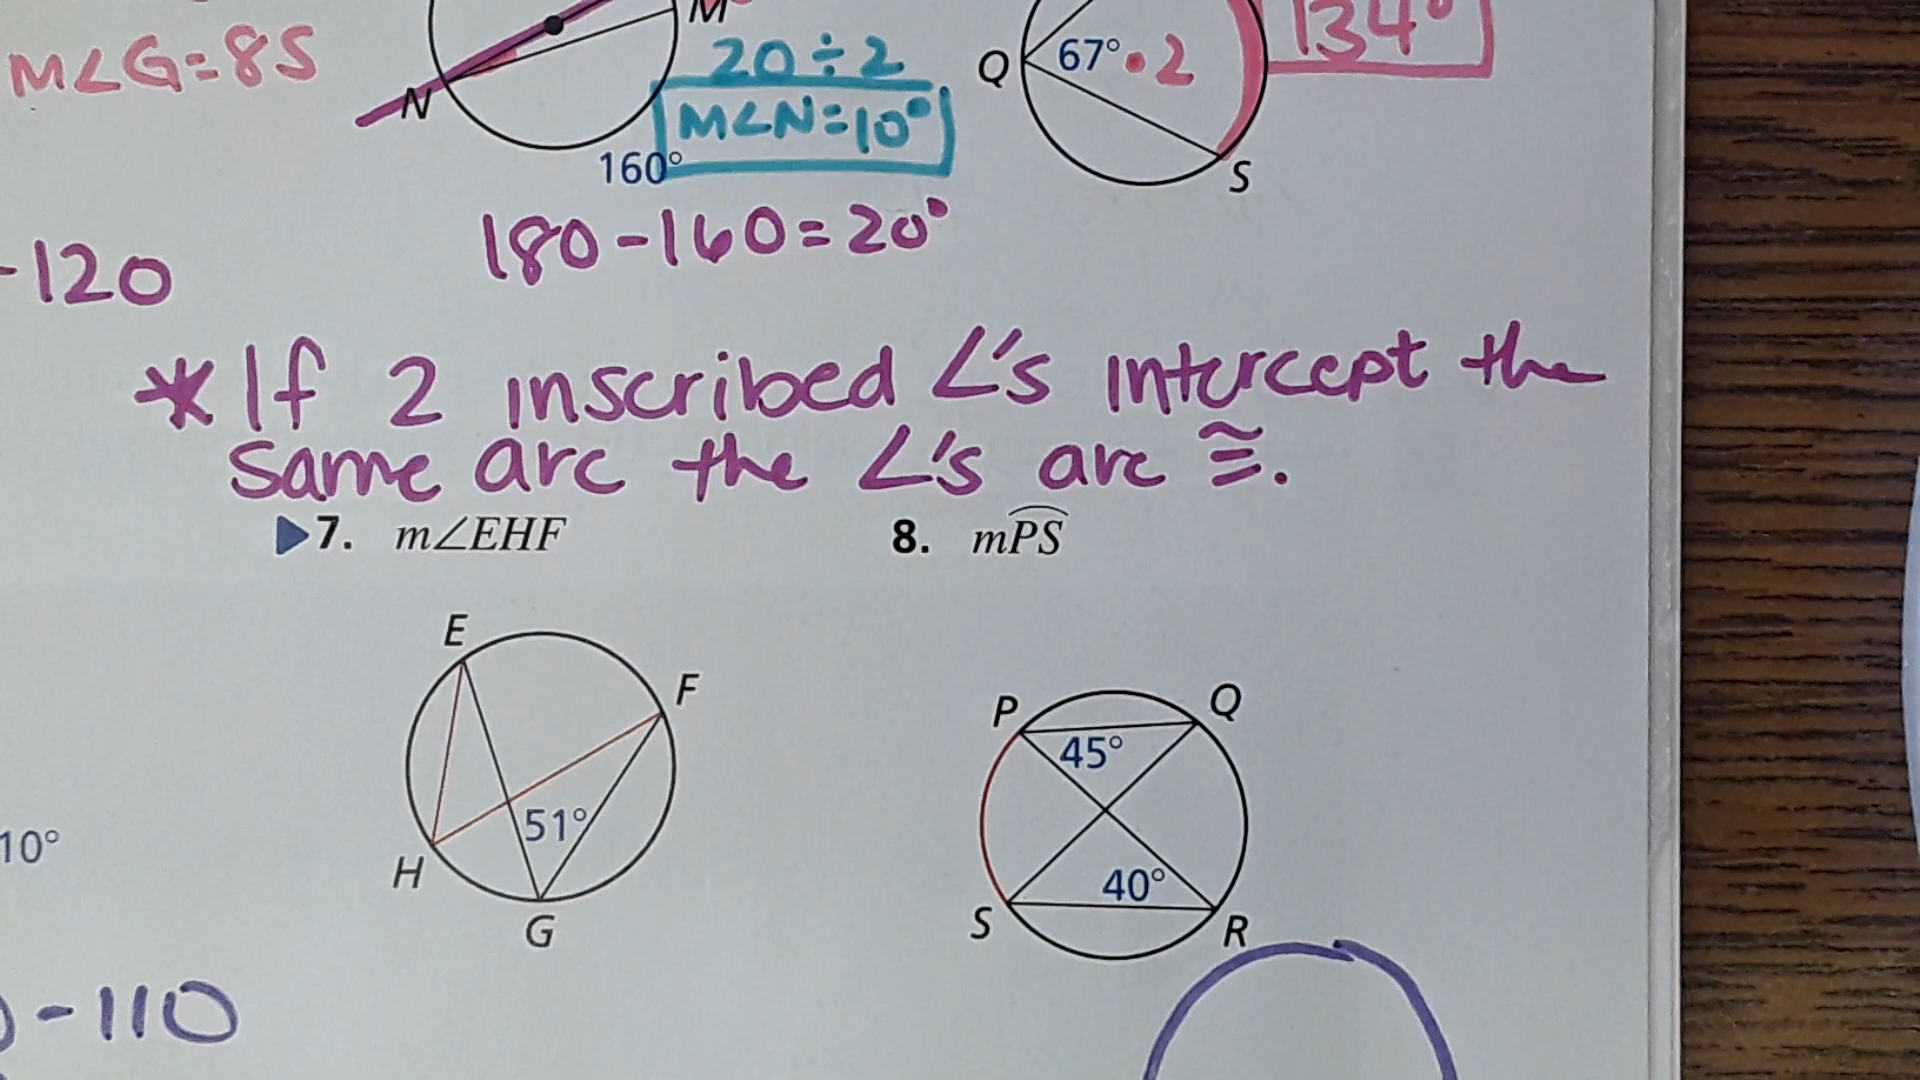 M
m∠G=85
20÷2
Q 67° • 2
134°
N
m∠N=10°
160°
S
180-160=20°
-120
*If 2 inscribed ∠'s intercept the
same arc the ∠'s are ≅.
7. m∠EHF
8. mPS
E
F
P
Q
45°
51°
10°
H
40°
G
S
R
-110